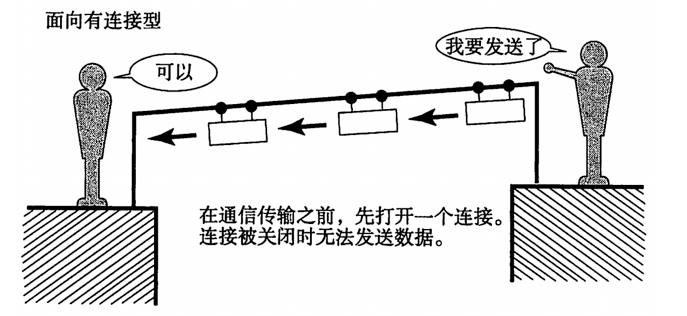 面向有连接型
我要发送了
可以
在通信传输之前，先打开一个连接。
连接被关闭时无法发送数据。